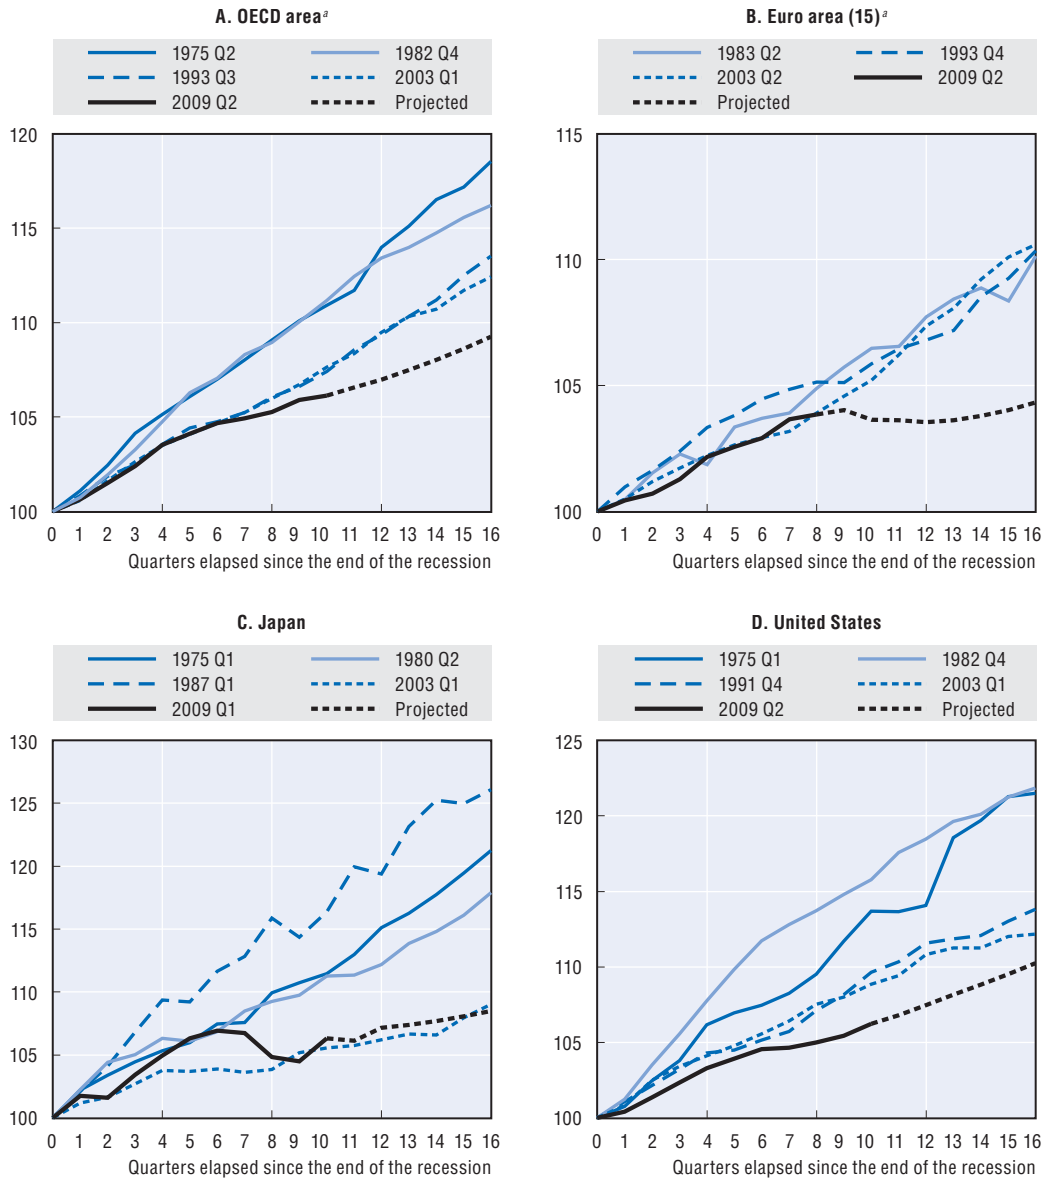 A. OECD area a
1975 Q2 1982 Q4
1993 Q3 2003 Q1
2009 Q2 Projected
120
115
110
105
100
0 1 2 3 4 5 6 7 8 9 10 11 12 13 14 15 16
Quarters elapsed since the end of the recession
B. Euro area (15) a
1983 Q2 1993 Q4
2003 Q2 2009 Q2
Projected
115
110
105
100
0 1 2 3 4 5 6 7 8 9 10 11 12 13 14 15 16
Quarters elapsed since the end of the recession
C. Japan
1975 Q1 1980 Q2
1987 Q1 2003 Q1
2009 Q1 Projected
130
125
120
115
110
105
100
0 1 2 3 4 5 6 7 8 9 10 11 12 13 14 15 16
Quarters elapsed since the end of the recession
D. United States
1975 Q1 1982 Q4
1991 Q4 2003 Q1
2009 Q2 Projected
125
120
115
110
105
100
0 1 2 3 4 5 6 7 8 9 10 11 12 13 14 15 16
Quarters elapsed since the end of the recession